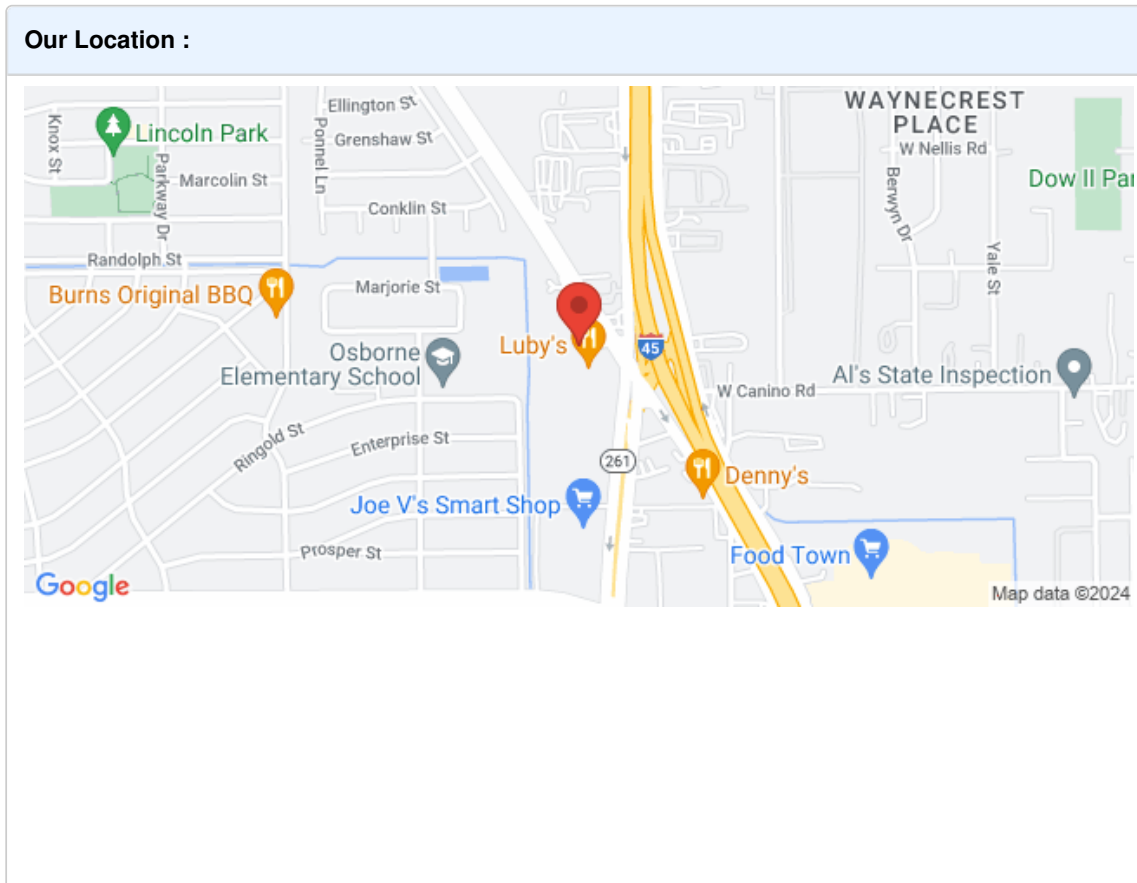 Our Location :
Ellington St
WAYNECREST
PLACE
Knox St
Lincoln Park
Ponnel Ln
Grenshaw St
W Nellis Rd
Parkway Dr
Marcolin St
Berwyn Dr
Dow II Par
Conklin St
Yale St
Randolph St
Burns Original BBQ
Marjorie St
Luby's
45
Osborne
Elementary School
Al's State Inspection
W Canino Rd
Ringold St
Enterprise St
261
Denny's
Joe V's Smart Shop
Prosper St
Food Town
Google
Map data ©2024